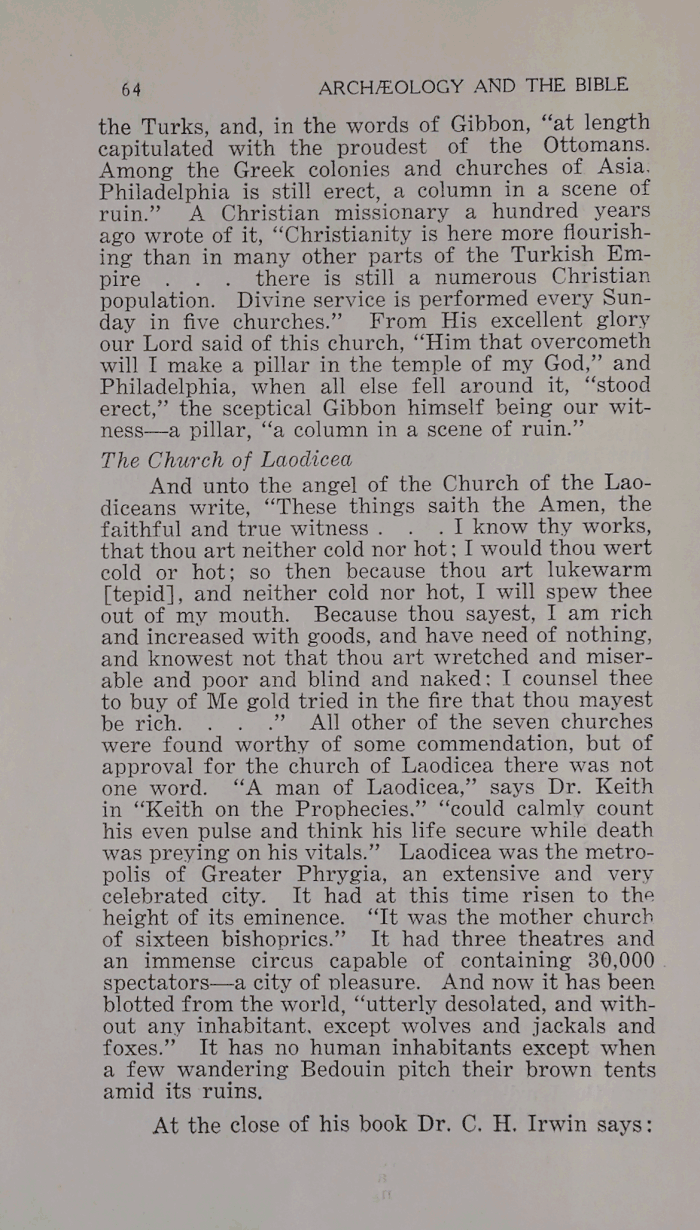 64 ARCHÆOLOGY AND THE BIBLE
the Turks, and, in the words of Gibbon, “at length
capitulated with the proudest of the Ottomans.
Among the Greek colonies and churches of Asia.
Philadelphia is still erect, a column in a scene of
ruin.” A Christian missionary a hundred years
ago wrote of it, “Christianity is here more flourish-
ing than in many other parts of the Turkish Em-
pire . . . there is still a numerous Christian
population. Divine service is performed every Sun-
day in five churches.” From His excellent glory
our Lord said of this church, “Him that overcometh
will I make a pillar in the temple of my God,” and
Philadelphia, when all else fell around it, “stood
erect,” the sceptical Gibbon himself being our wit-
ness—a pillar, “a column in a scene of ruin.”
The Church of Laodicea
And unto the angel of the Church of the Lao-
diceans write, “These things saith the Amen, the
faithful and true witness . . . I know thy works,
that thou art neither cold nor hot; I would thou wert
cold or hot; so then because thou art lukewarm
[tepid], and neither cold nor hot, I will spew thee
out of my mouth. Because thou sayest, I am rich
and increased with goods, and have need of nothing,
and knowest not that thou art wretched and miser-
able and poor and blind and naked: I counsel thee
to buy of Me gold tried in the fire that thou mayest
be rich. . . .” All other of the seven churches
were found worthy of some commendation, but of
approval for the church of Laodicea there was not
one word. “A man of Laodicea,” says Dr. Keith
in “Keith on the Prophecies.” “could calmly count
his even pulse and think his life secure while death
was preying on his vitals.” Laodicea was the metro-
polis of Greater Phrygia, an extensive and very
celebrated city. It had at this time risen to the
height of its eminence. “It was the mother church
of sixteen bishoprics.” It had three theatres and
an immense circus capable of containing 30,000
spectators—a city of pleasure. And now it has been
blotted from the world, “utterly desolated, and with-
out any inhabitant. except wolves and jackals and
foxes.” It has no human inhabitants except when
a few wandering Bedouin pitch their brown tents
amid its ruins.
At the close of his book Dr. C. H. Irwin says: